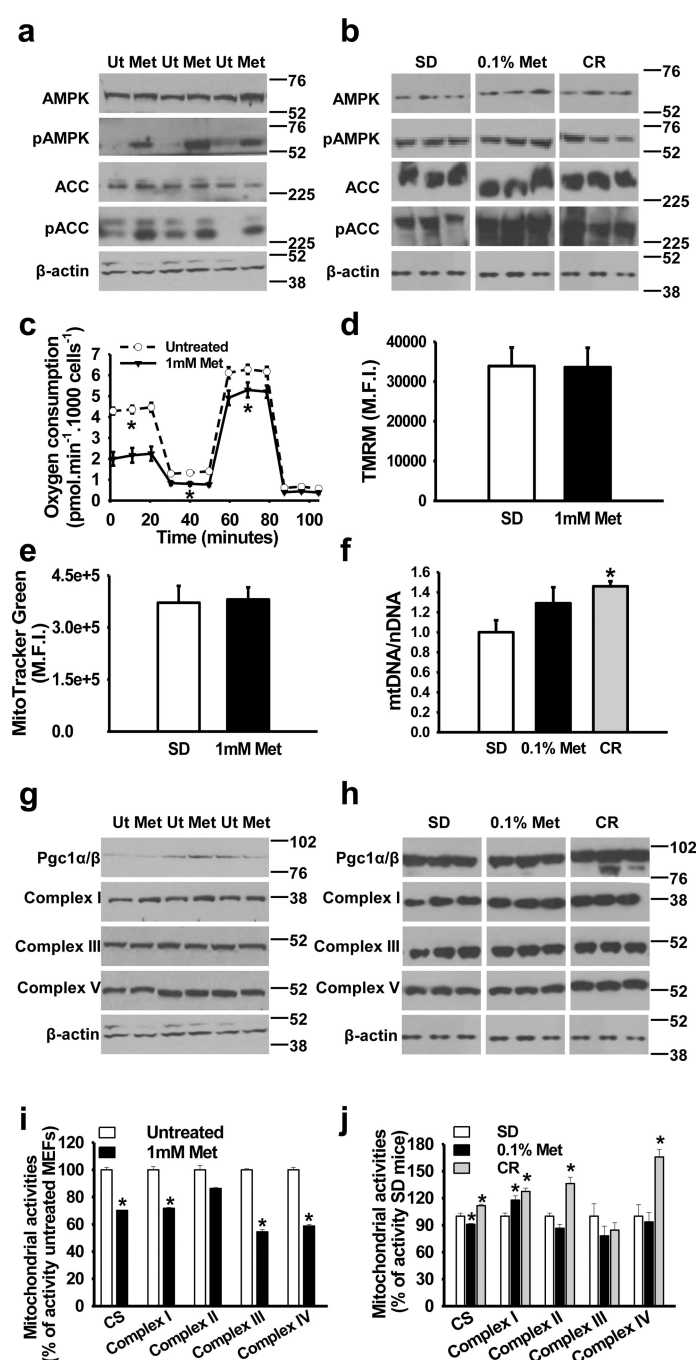 a
Ut Met Ut Met Ut Met
AMPK
76
52
pAMPK
76
52
ACC
225
pACC
225
β-actin
52
38
b
SD 0.1% Met CR
AMPK
76
52
pAMPK
76
52
ACC
225
pACC
225
β-actin
52
38
c
Untreated
1mM Met
Oxygen consumption
(pmol.min-1.1000 cells-1)
7
6
5
4
3
2
1
0
*
*
*
0 20 40 60 80 100
Time (minutes)
d
TMRM (M.F.I.)
40000
30000
20000
10000
0
SD 1mM Met
e
MitoTracker Green
(M.F.I.)
4.5e+5
3.0e+5
1.5e+5
0.0
SD 1mM Met
f
mtDNA/nDNA
1.6
1.4
1.2
1.0
0.8
0.6
0.4
0.2
0.0
*
SD 0.1% Met CR
g
Ut Met Ut Met Ut Met
Pgc1α/β
102
76
Complex I
38
Complex III
52
Complex V
52
β-actin
52
38
h
SD 0.1% Met CR
Pgc1α/β
102
76
Complex I
38
Complex III
52
Complex V
52
β-actin
52
38
i
Untreated
1mM Met
Mitochondrial activities
(% of activity untreated MEFs)
120
100
80
60
40
20
0
* * * *
CS Complex I Complex II Complex III Complex IV
j
SD
0.1% Met
CR
Mitochondrial activities
(% of activity SD mice)
180
150
120
90
60
30
0
* * * * * *
CS Complex I Complex II Complex III Complex IV